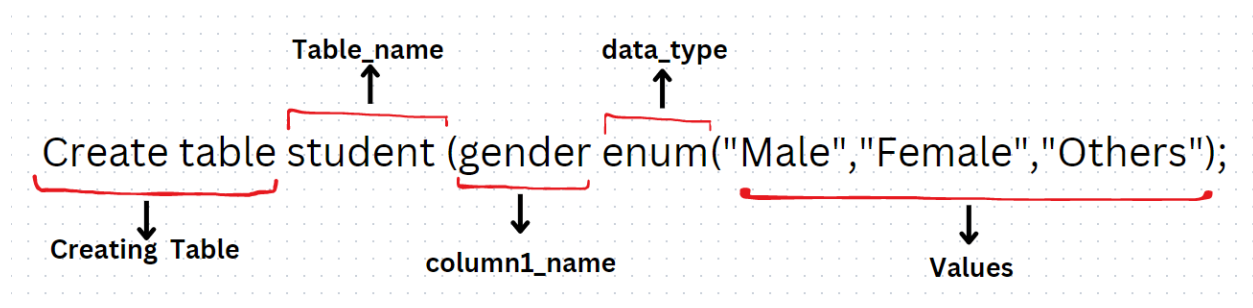 Table_name data_type
Create table student (gender enum("Male","Female","Others");
Creating Table column1_name Values